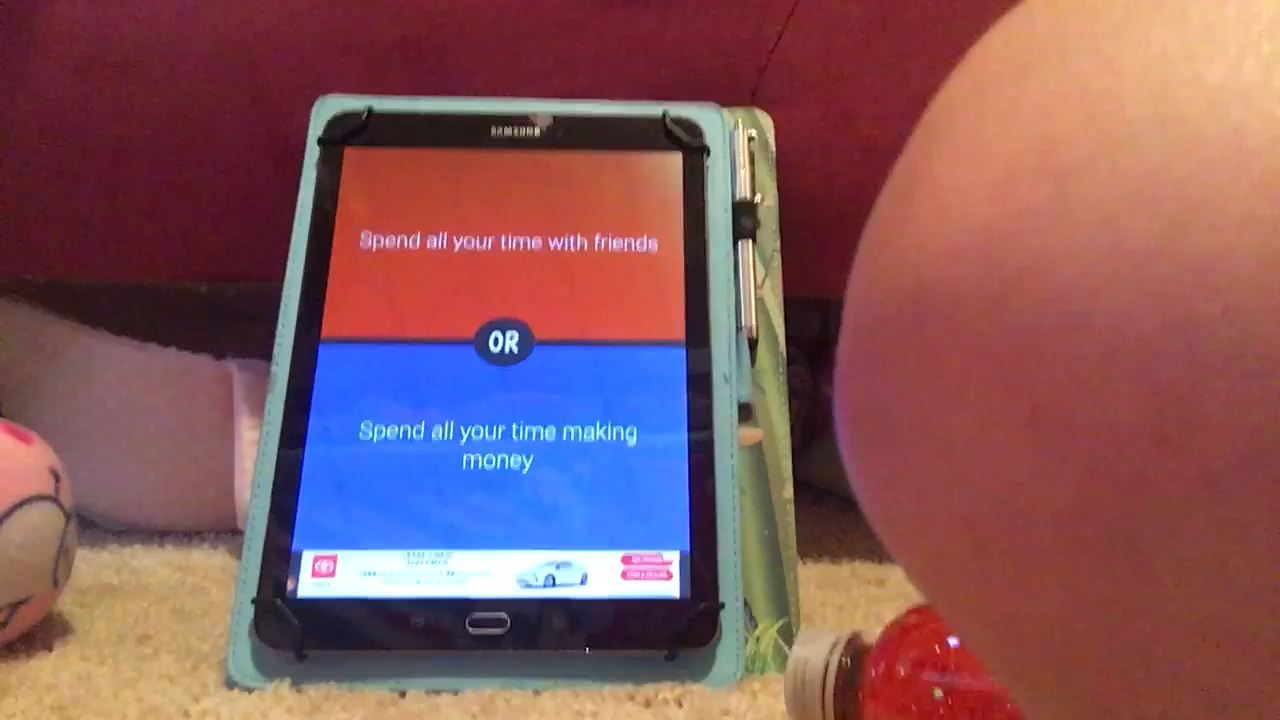 SAMSUNG
Spend all your time with friends
OR
Spend all your time making
money